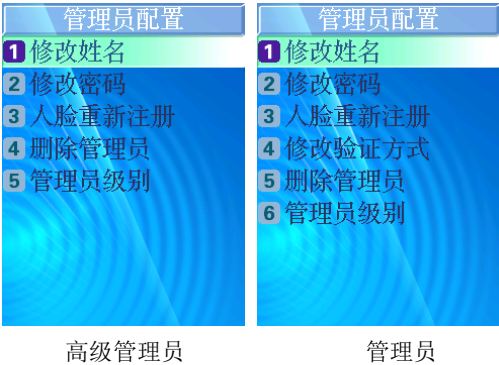 管理员配置
1 修改姓名
2 修改密码
3 人脸重新注册
4 删除管理员
5 管理员级别
高级管理员
管理员配置
1 修改姓名
2 修改密码
3 人脸重新注册
4 修改验证方式
5 删除管理员
6 管理员级别
管理员